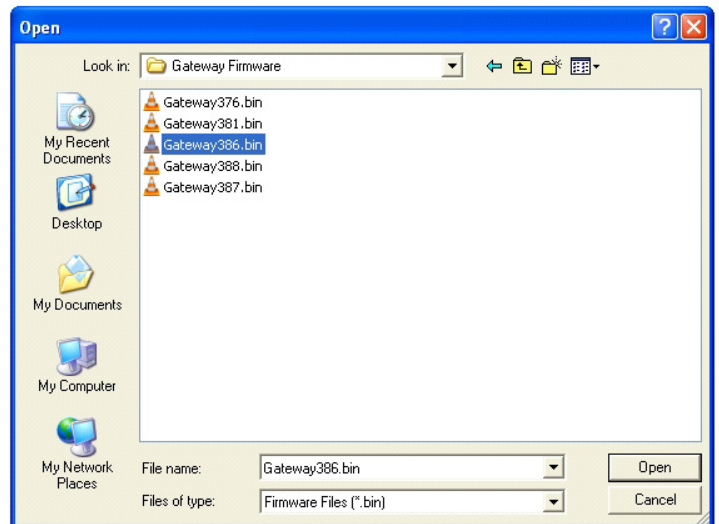 Open
Look in:
Gateway Firmware
My Recent
Documents
Desktop
My Documents
My Computer
My Network
Places
Gateway376.bin
Gateway381.bin
Gateway386.bin
Gateway388.bin
Gateway387.bin
File name:
Gateway386.bin
Open
Files of type:
Firmware Files (*.bin)
Cancel